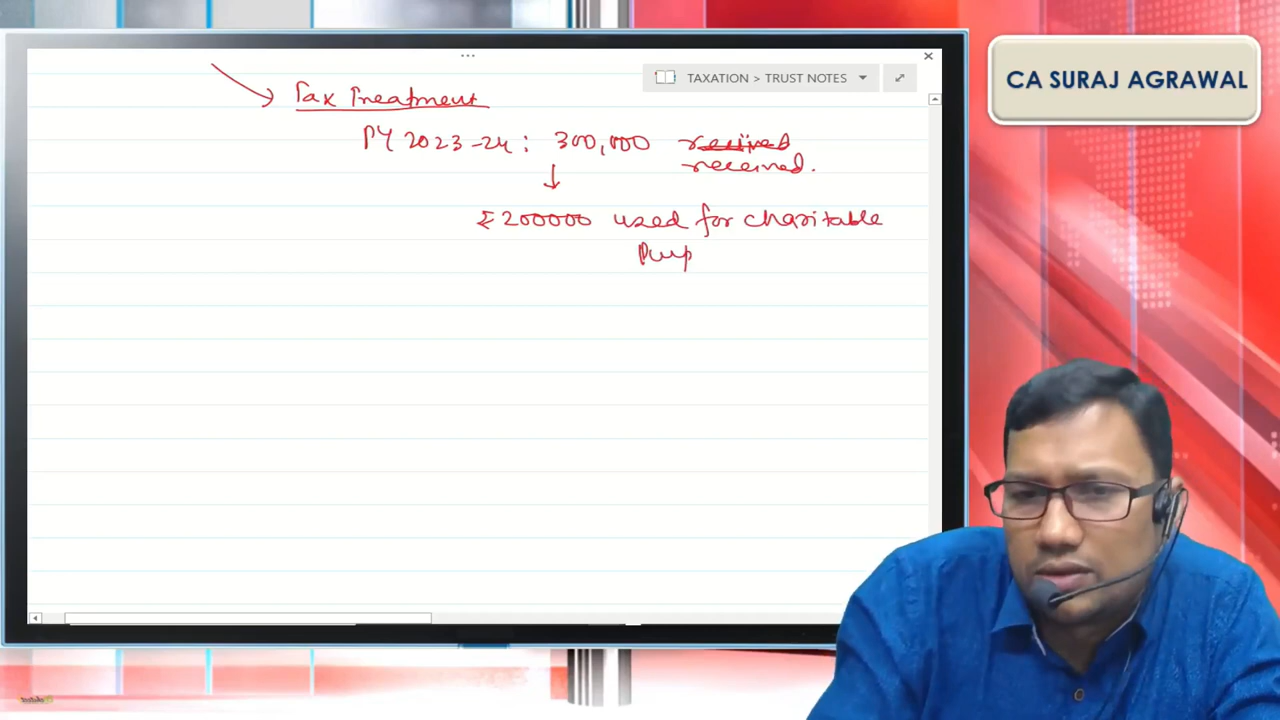 CA SURAJ AGRAWAL
TAXATION > TRUST NOTES
Tax Treatment
PY 2023-24 : 300,000
received.
₹ 200000 used for charitable
Purp